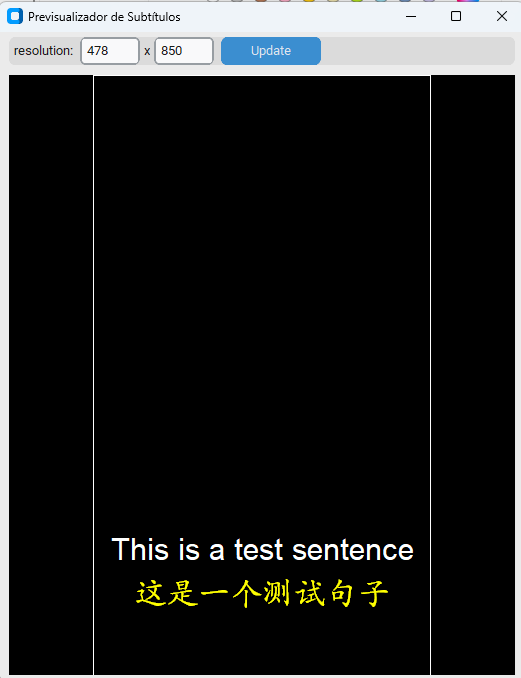 Previsualizador de Subtítulos
resolution: 478 x 850 Update
This is a test sentence
这是一个测试句子